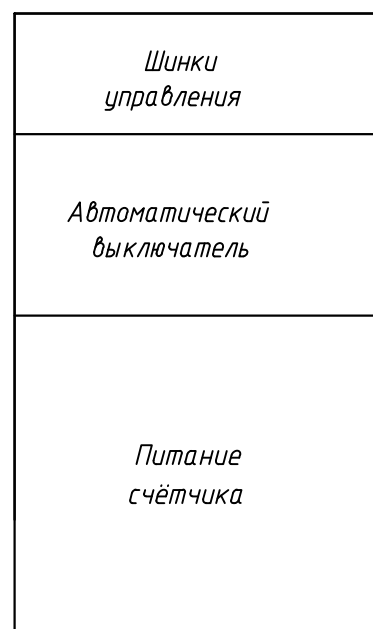 Шинки
управления
Автоматический
выключатель
Питание
счётчика